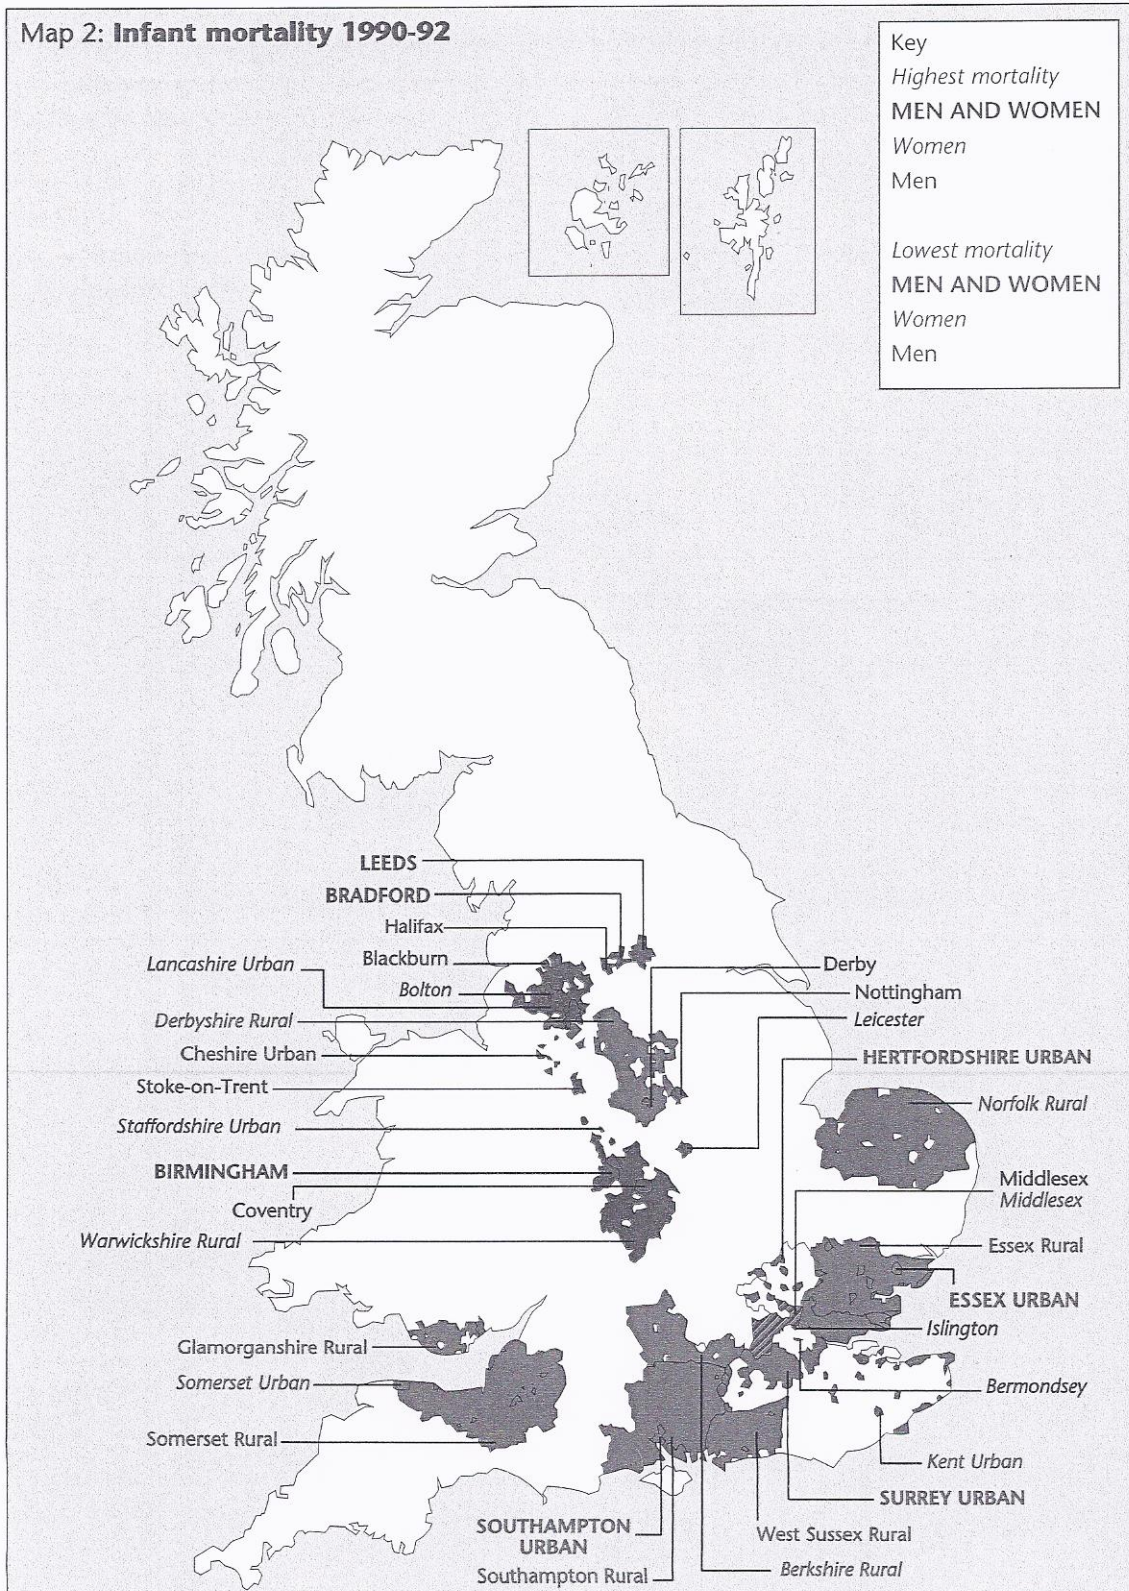 Map 2: Infant mortality 1990-92
Key
Highest mortality
MEN AND WOMEN
Women
Men
Lowest mortality
MEN AND WOMEN
Women
Men
LEEDS
BRADFORD
Halifax
Blackburn
Lancashire Urban
Bolton
Derbyshire Rural
Cheshire Urban
Stoke-on-Trent
Staffordshire Urban
BIRMINGHAM
Coventry
Warwickshire Rural
Glamorganshire Rural
Somerset Urban
Somerset Rural
Derby
Nottingham
Leicester
HERTFORDSHIRE URBAN
Norfolk Rural
Middlesex
Middlesex
Essex Rural
ESSEX URBAN
Islington
Bermondsey
Kent Urban
SURREY URBAN
West Sussex Rural
Berkshire Rural
SOUTHAMPTON
URBAN
Southampton Rural